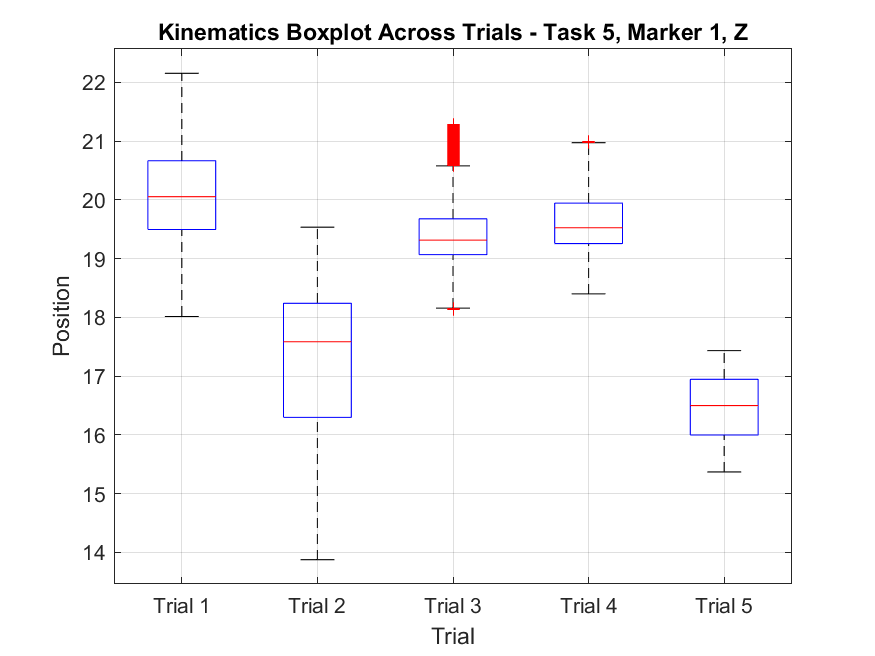 Kinematics Boxplot Across Trials - Task 5, Marker 1, Z
Position
22
21
20
19
18
17
16
15
14
Trial 1 Trial 2 Trial 3 Trial 4 Trial 5
Trial